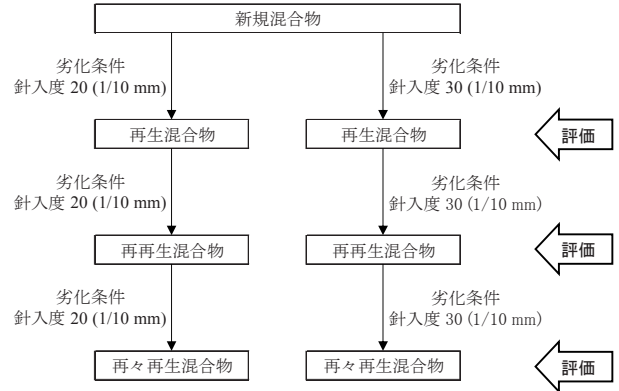 新規混合物
劣化条件
針入度 20 (1/10 mm)
劣化条件
針入度 30 (1/10 mm)
再生混合物
再生混合物
評価
劣化条件
針入度 20 (1/10 mm)
劣化条件
針入度 30 (1/10 mm)
再再生混合物
再再生混合物
評価
劣化条件
針入度 20 (1/10 mm)
劣化条件
針入度 30 (1/10 mm)
再々再生混合物
再々再生混合物
評価